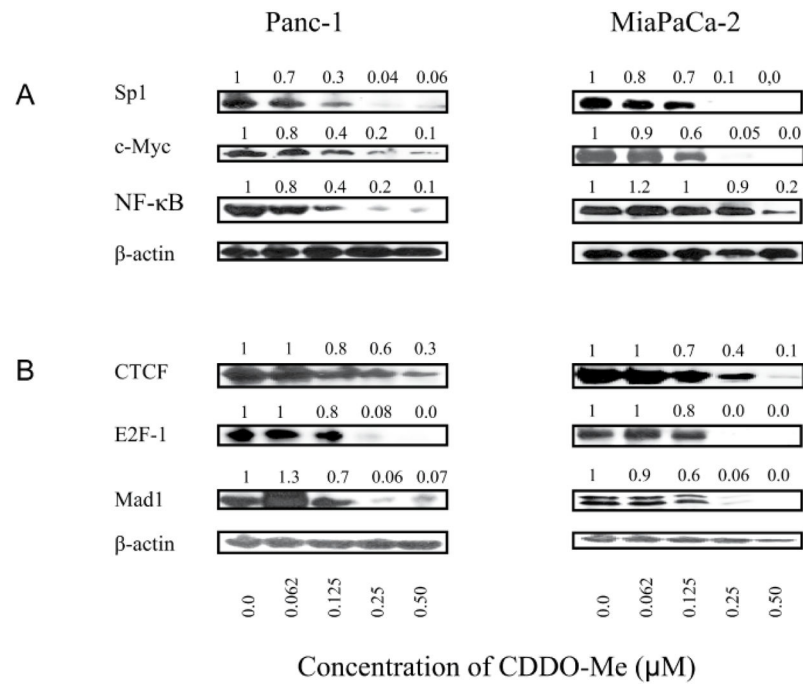 Panc-1 MiaPaCa-2
A
1 0.7 0.3 0.04 0.06 1 0.8 0.7 0.1 0,0
Sp1
1 0.8 0.4 0.2 0.1 1 0.9 0.6 0.05 0.0
c-Myc
1 0.8 0.4 0.2 0.1 1 1.2 1 0.9 0.2
NF-κB
β-actin
B
1 1 0.8 0.6 0.3 1 1 0.7 0.4 0.1
CTCF
1 1 0.8 0.08 0.0 1 1 0.8 0.0 0.0
E2F-1
1 1.3 0.7 0.06 0.07 1 0.9 0.6 0.06 0.0
Mad1
β-actin
0.0 0.062 0.125 0.25 0.50 0.0 0.062 0.125 0.25 0.50
Concentration of CDDO-Me (µM)